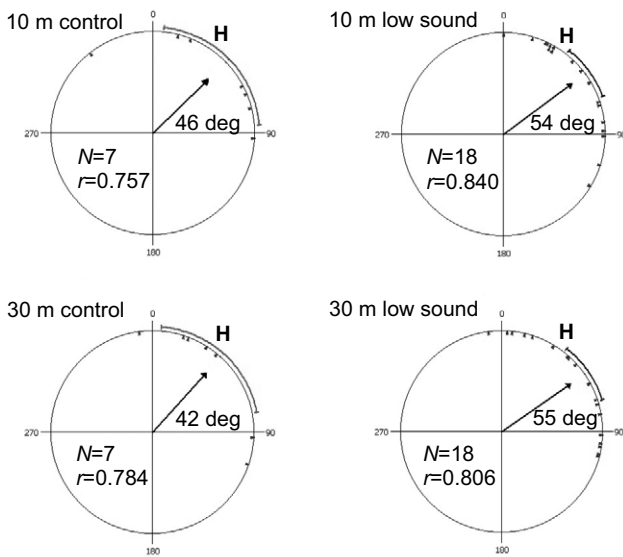 10 m control
0
H
270
90
46 deg
N=7
r=0.757
180
10 m low sound
0
H
270
90
54 deg
N=18
r=0.840
180
30 m control
0
H
270
90
42 deg
N=7
r=0.784
180
30 m low sound
0
H
270
90
55 deg
N=18
r=0.806
180